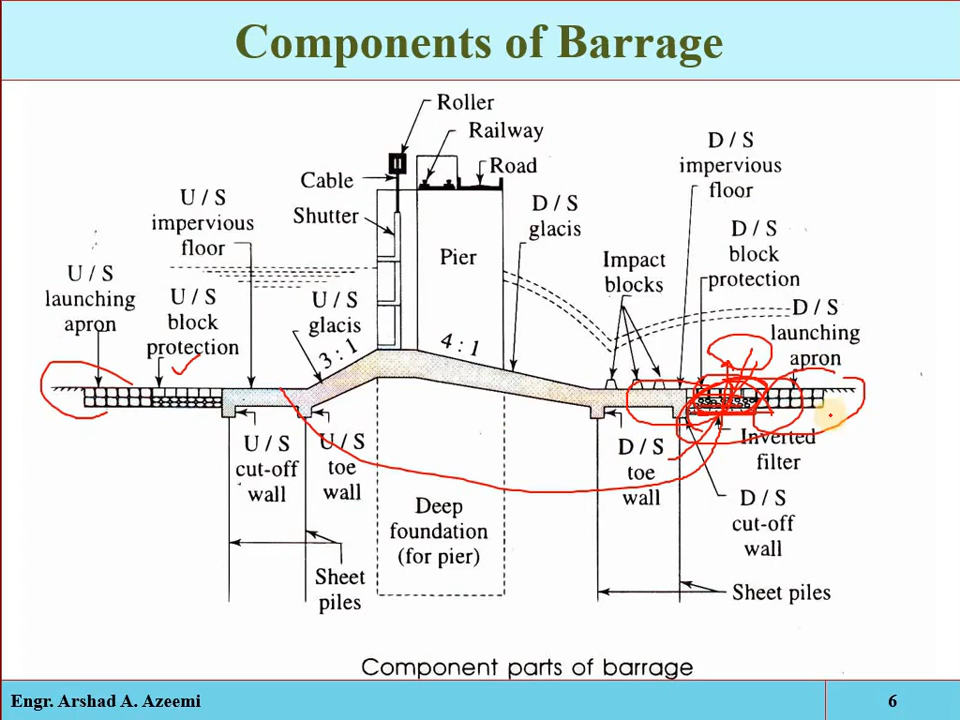 Components of Barrage
Roller
Railway
Road
Cable
Shutter
Pier
D / S
glacis
D / S
impervious
floor
U / S
impervious
floor
D / S
block
protection
Impact
blocks
U / S
launching
apron
U / S
block
protection
U / S
glacis
3 : 1
4 : 1
D / S
launching
apron
U / S
cut-off
wall
U / S
toe
wall
Deep
foundation
(for pier)
D / S
toe
wall
Inverted
filter
D / S
cut-off
wall
Sheet
piles
Sheet piles
Component parts of barrage
Engr. Arshad A. Azeemi
6